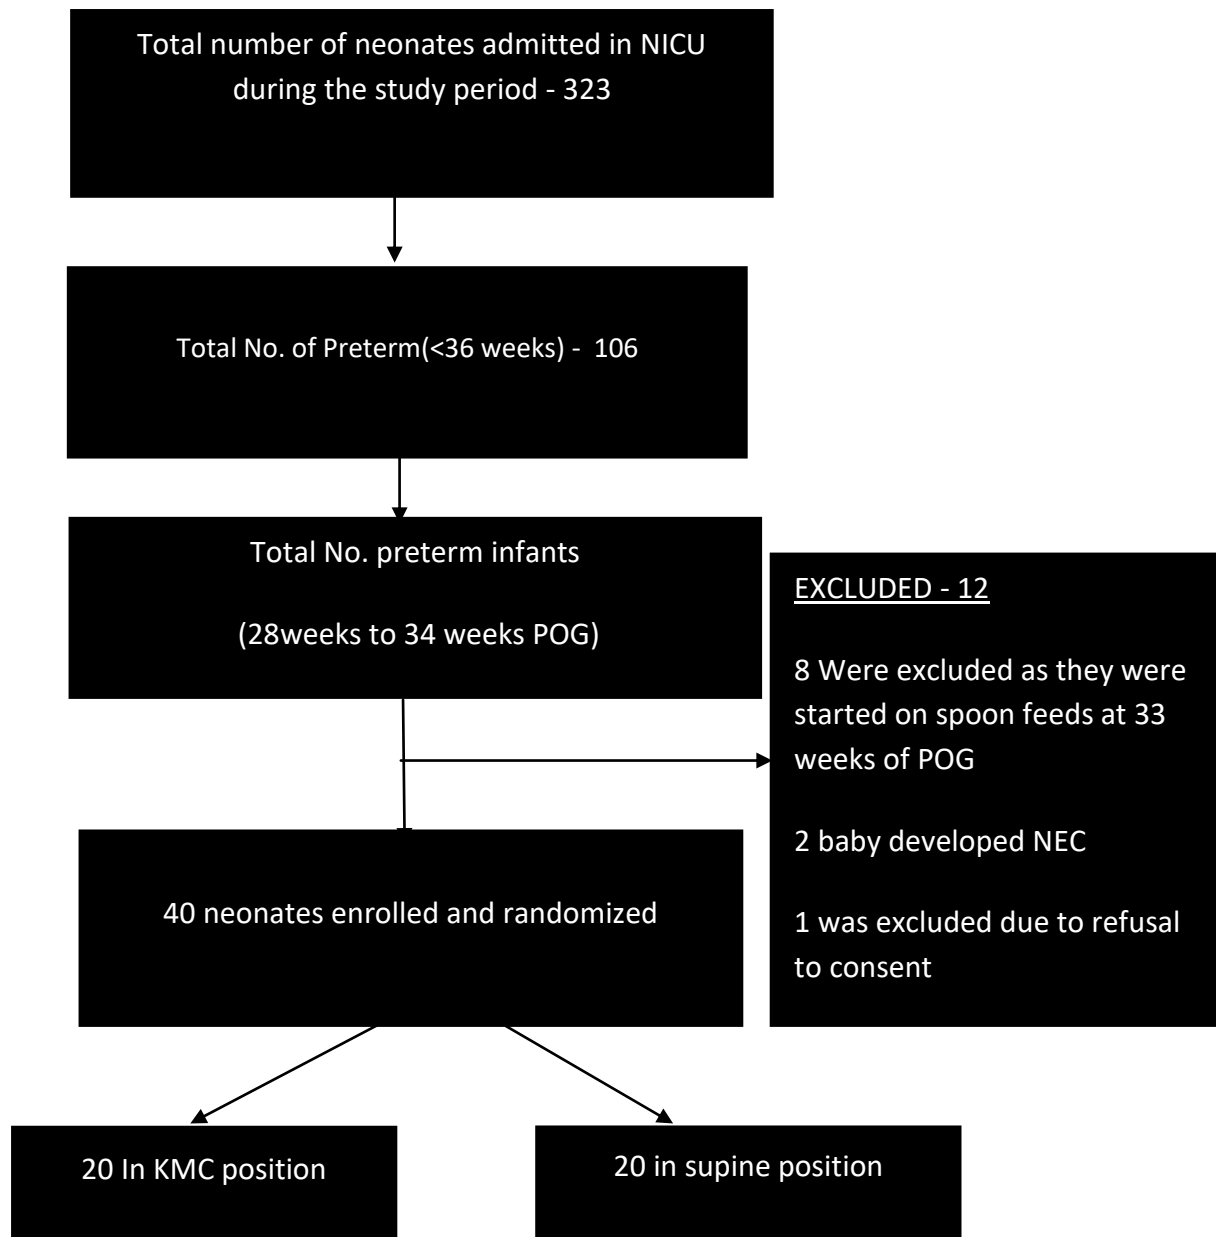 Total number of neonates admitted in NICU
during the study period - 323
Total No. of Preterm(<36 weeks) -  106
Total No. preterm infants
(28weeks to 34 weeks POG)
EXCLUDED - 12
8 Were excluded as they were
started on spoon feeds at 33
weeks of POG
2 baby developed NEC
1 was excluded due to refusal
to consent
40 neonates enrolled and randomized
20 In KMC position
20 in supine position